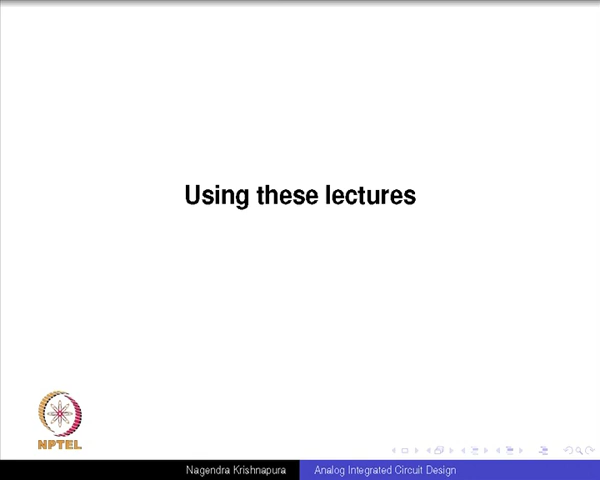 Using these lectures
NPTEL
Nagendra Krishnapura Analog Integrated Circuit Design